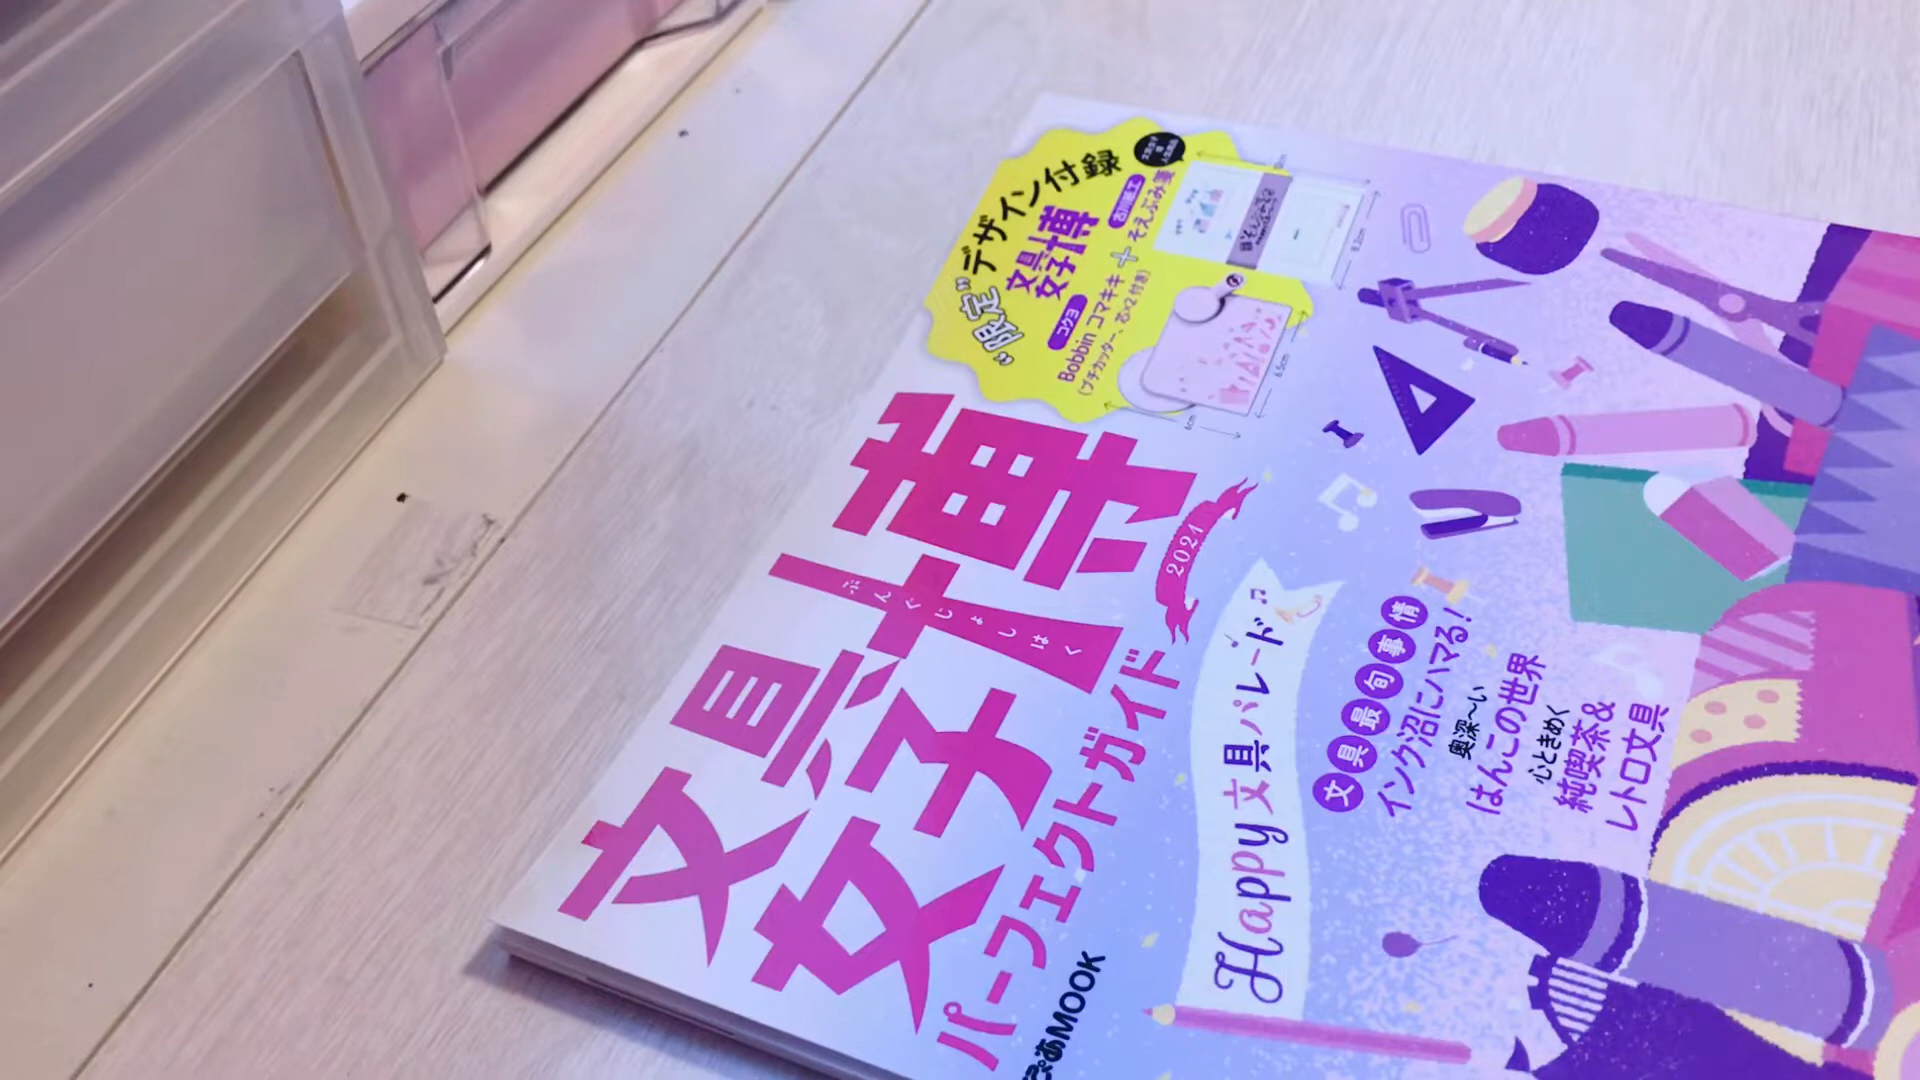 "限定"デザイン付録
文具女子博
コクヨ
Bobbin コマキキ
(プチカッター、芯×2付き)
+
古川紙工
そえぶみ箋
6.5cm
6cm
文具女子博
ぶんぐじょしはく
2021
パーフェクトガイド
ぴあMOOK
Happy 文具パレード♫
文具最旬事情
インク沼にハマる!
奥深〜い
はんこの世界
心ときめく
純喫茶&
レトロ文具